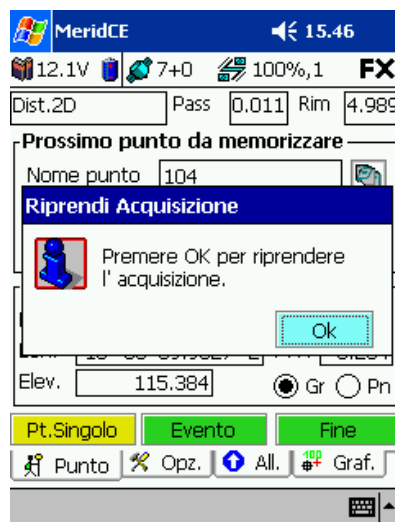 MeridCE 15.46
12.1V 7+0 100%,1 FX
Dist.2D Pass 0.011 Rim 4.989
Prossimo punto da memorizzare
Nome punto 104
Riprendi Acquisizione
Premere OK per riprendere
l'acquisizione.
Ok
Elev. 115.384 Gr Pn
Pt.Singolo Evento Fine
Punto Opz. All. Graf.